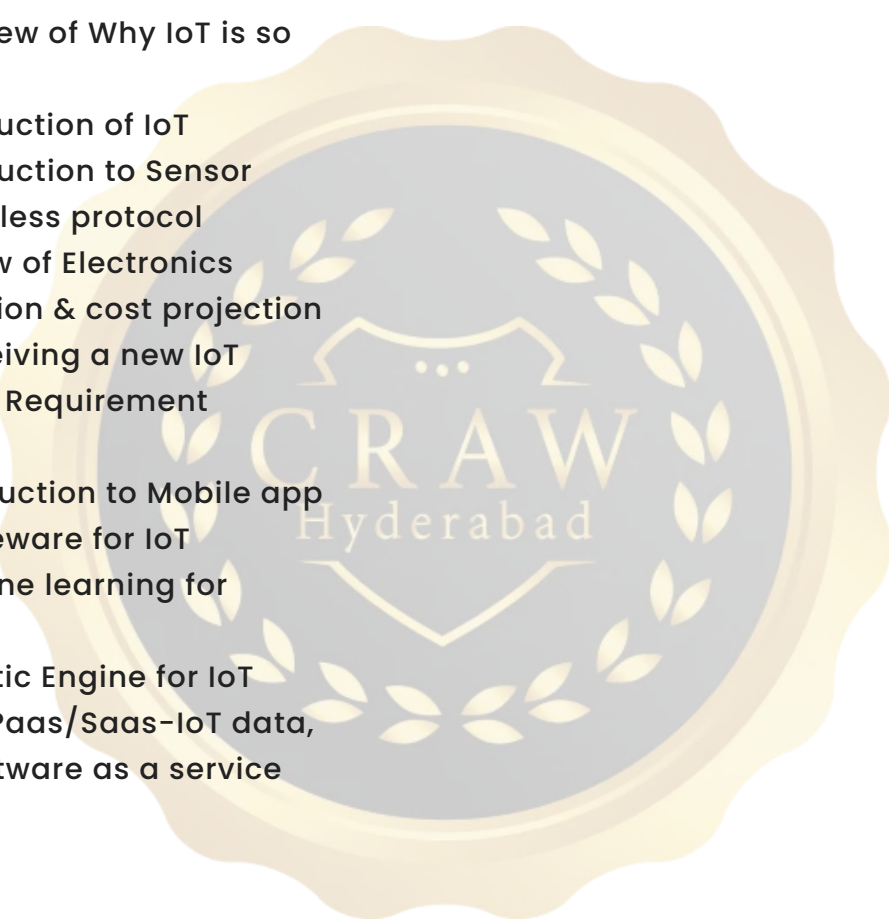 ew of Why IoT is so
uction of IoT
uction to Sensor
less protocol
w of Electronics
ion & cost projection
eiving a new IoT
Requirement
uction to Mobile app
eware for IoT
ne learning for
tic Engine for IoT
Paas/Saas-IoT data,
tware as a service
CRAW
Hyderabad